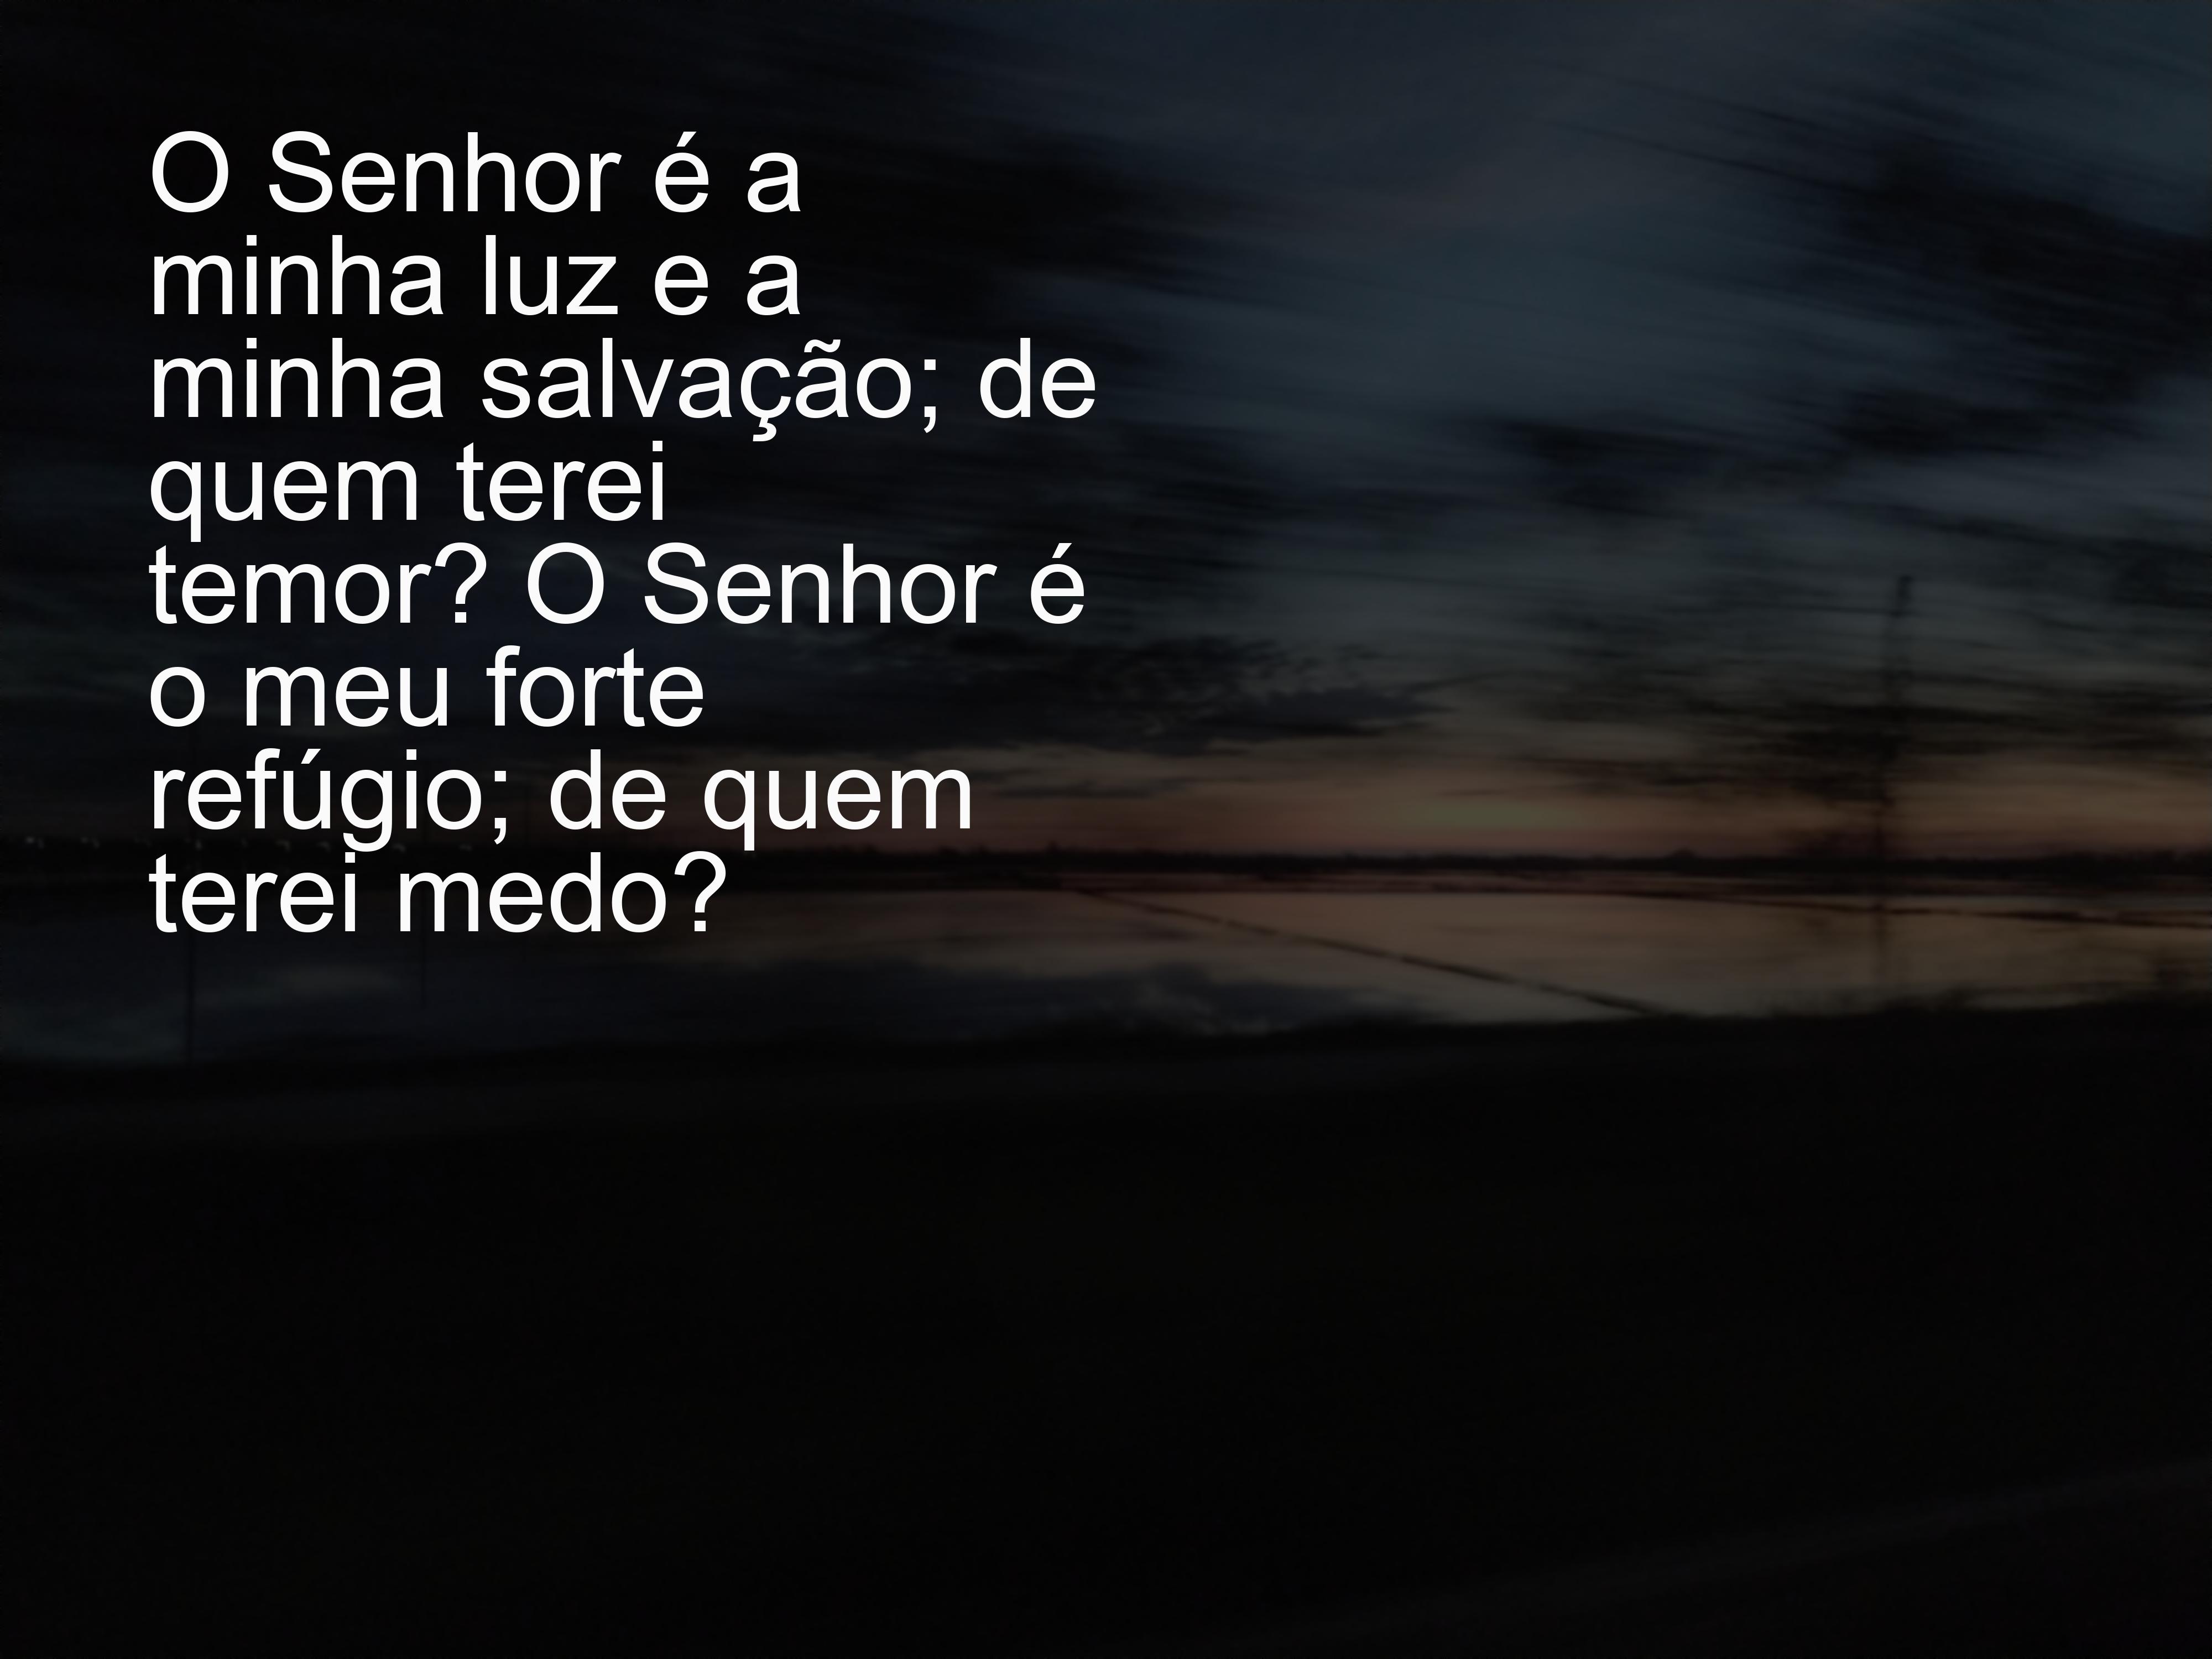 O Senhor é a
minha luz e a
minha salvação; de
quem terei
temor? O Senhor é
o meu forte
refúgio; de quem
terei medo?